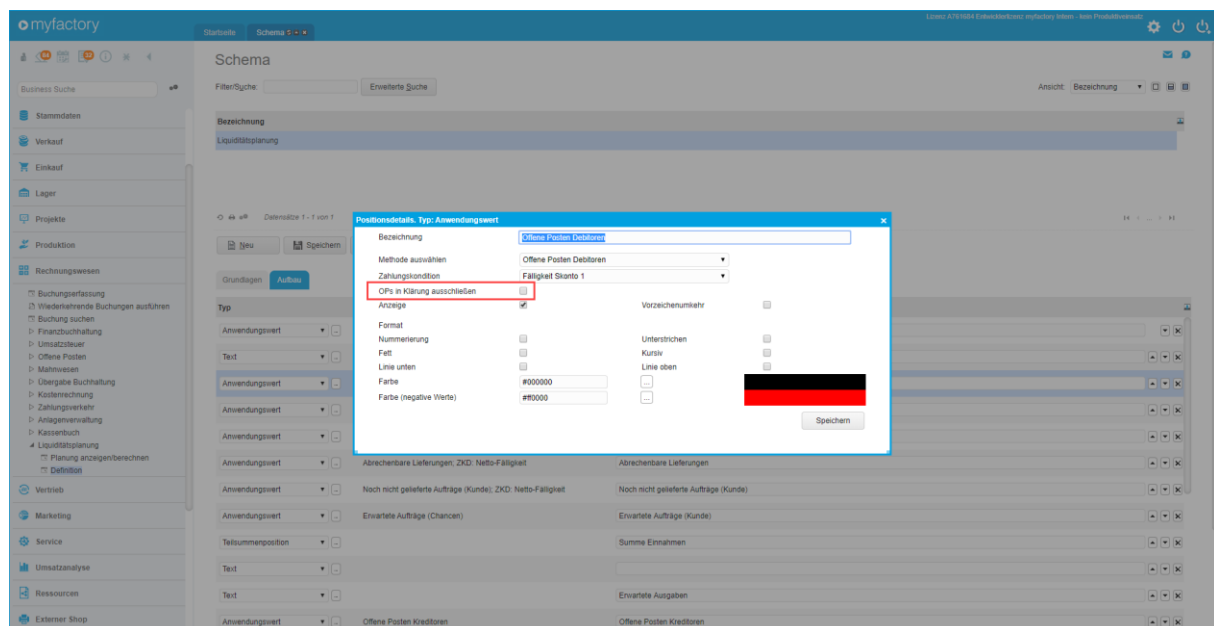 myfactory
Startseite
Schema
Lizenz A761684 Entwicklerlizenz myfactory intern - kein Produktiveinsatz
Schema
Business Suche
Filter/Suche:
Erweiterte Suche
Ansicht:
Bezeichnung
Stammdaten
Bezeichnung
Verkauf
Liquiditätsplanung
Einkauf
Lager
Projekte
Datensätze 1 - 1 von 1
Produktion
Neu
Speichern
Rechnungswesen
Grundlagen
Aufbau
Buchungserfassung
Wiederkehrende Buchungen ausführen
Buchung suchen
Finanzbuchhaltung
Umsatzsteuer
Offene Posten
Mahnwesen
Übergabe Buchhaltung
Kostenrechnung
Zahlungsverkehr
Anlagenverwaltung
Kassenbuch
Liquiditätsplanung
Planung anzeigen/berechnen
Definition
Vertrieb
Marketing
Service
Umsatzanalyse
Ressourcen
Externer Shop
Positionsdetails. Typ: Anwendungswert
Bezeichnung
Offene Posten Debitoren
Methode auswählen
Offene Posten Debitoren
Zahlungskondition
Fälligkeit Skonto 1
OPs in Klärung ausschließen
Anzeige
Vorzeichenumkehr
Format
Nummerierung
Unterstrichen
Fett
Kursiv
Linie unten
Linie oben
Farbe
#000000
...
Farbe (negative Werte)
#ff0000
...
Speichern
Typ
Anwendungswert
Text
Anwendungswert
Anwendungswert
Anwendungswert
Anwendungswert
Abrechenbare Lieferungen; ZKD: Netto-Fälligkeit
Abrechenbare Lieferungen
Anwendungswert
Noch nicht gelieferte Aufträge (Kunde); ZKD: Netto-Fälligkeit
Noch nicht gelieferte Aufträge (Kunde)
Anwendungswert
Erwartete Aufträge (Chancen)
Erwartete Aufträge (Kunde)
Teilsummenposition
Summe Einnahmen
Text
Text
Erwartete Ausgaben
Anwendungswert
Offene Posten Kreditoren
Offene Posten Kreditoren